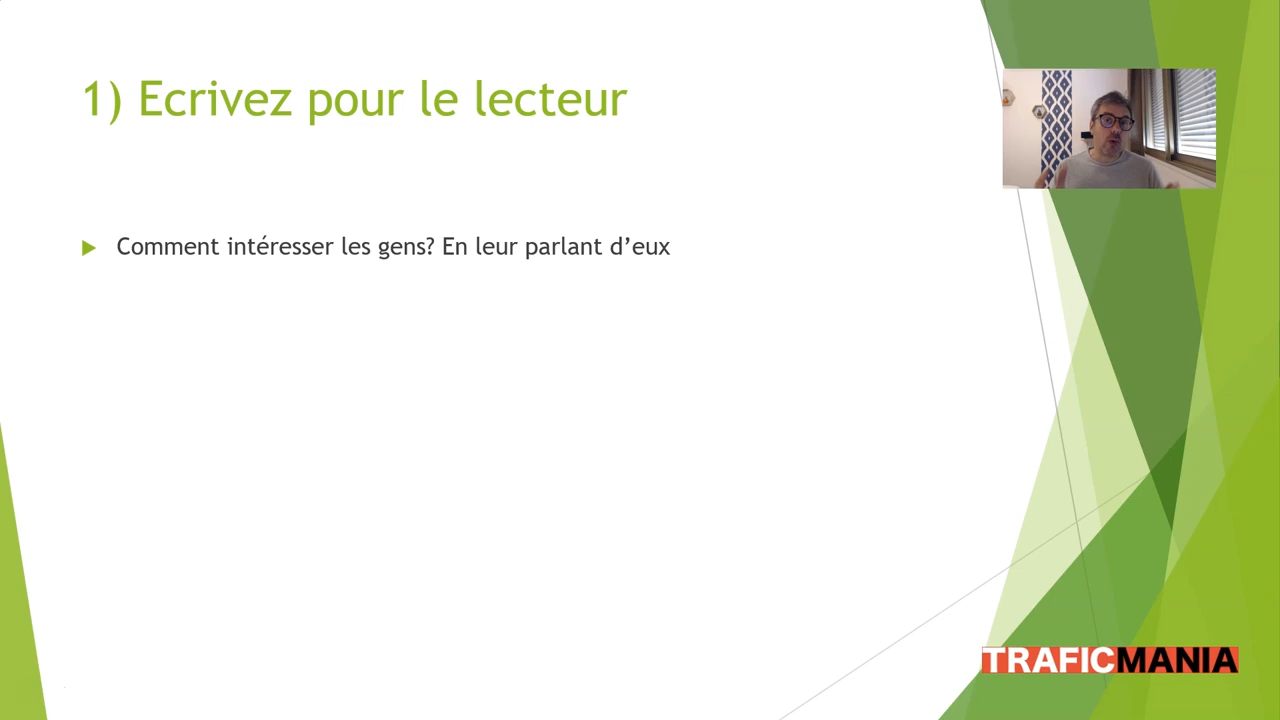 1) Ecrivez pour le lecteur
Comment intéresser les gens? En leur parlant d’eux
TRAFICMANIA